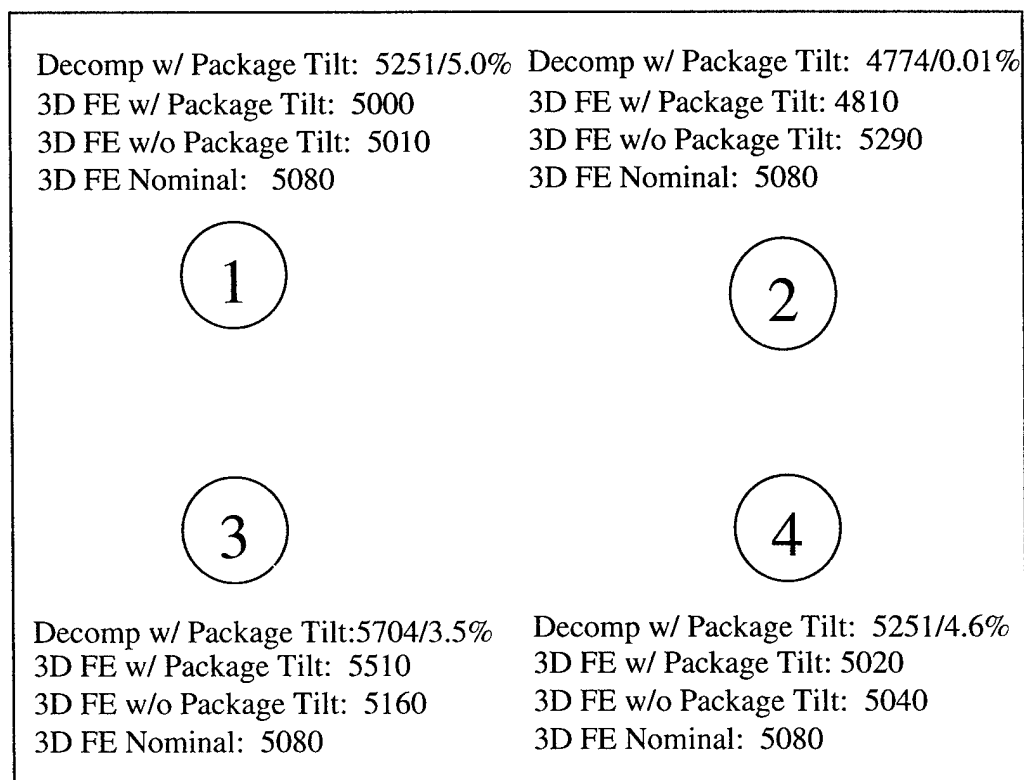 Decomp w/ Package Tilt: 5251/5.0%
3D FE w/ Package Tilt: 5000
3D FE w/o Package Tilt: 5010
3D FE Nominal: 5080
Decomp w/ Package Tilt: 4774/0.01%
3D FE w/ Package Tilt: 4810
3D FE w/o Package Tilt: 5290
3D FE Nominal: 5080
1
2
3
4
Decomp w/ Package Tilt:5704/3.5%
3D FE w/ Package Tilt: 5510
3D FE w/o Package Tilt: 5160
3D FE Nominal: 5080
Decomp w/ Package Tilt: 5251/4.6%
3D FE w/ Package Tilt: 5020
3D FE w/o Package Tilt: 5040
3D FE Nominal: 5080